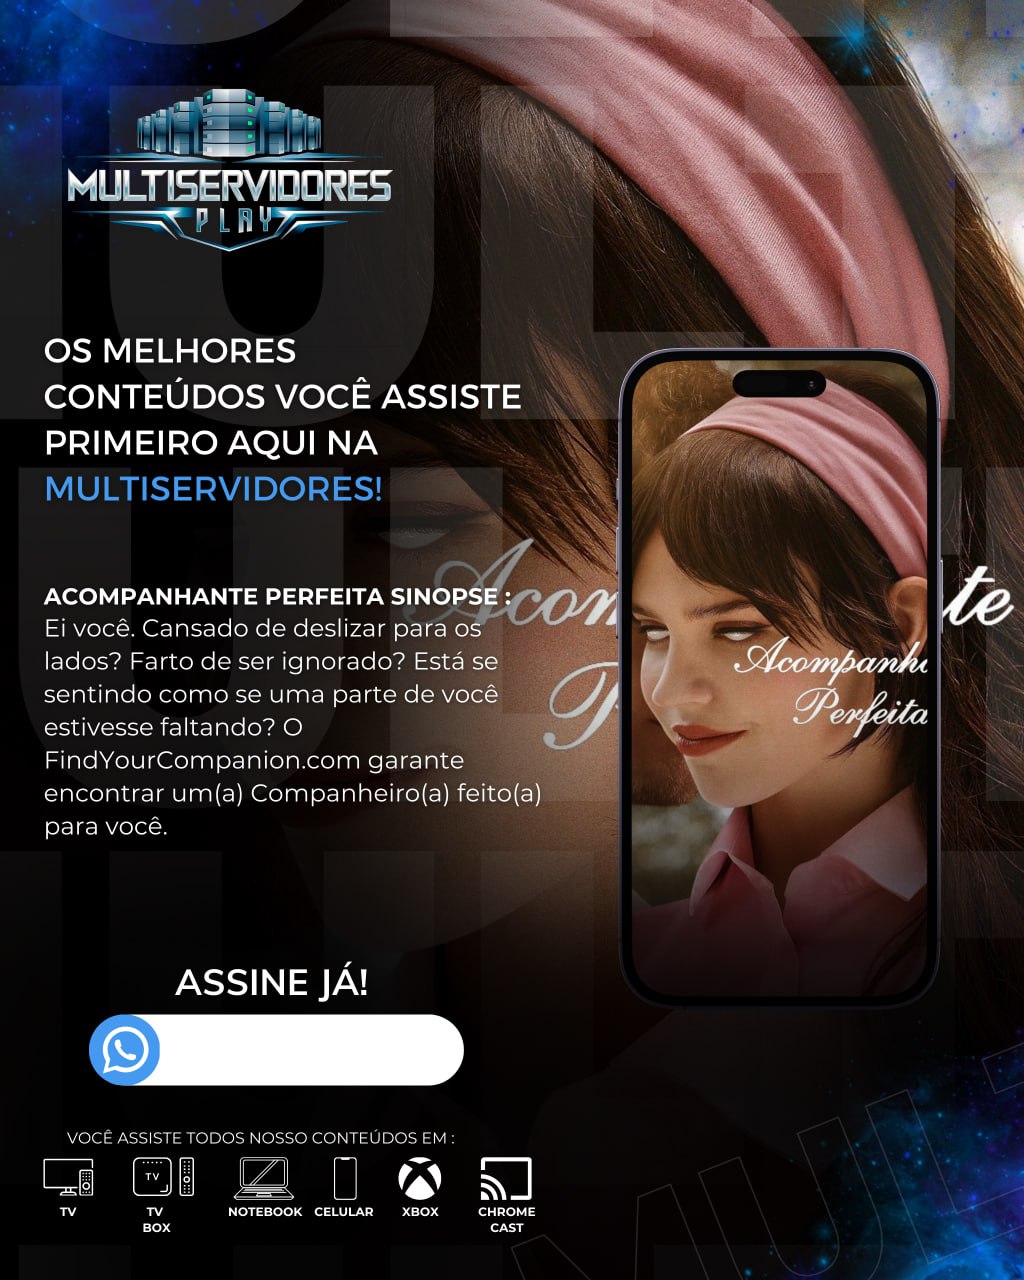 MULTISERVIDORES
PLAY
OS MELHORES
CONTEÚDOS VOCÊ ASSISTE
PRIMEIRO AQUI NA
MULTISERVIDORES!
ACOMPANHANTE PERFEITA SINOPSE :
Ei você. Cansado de deslizar para os
lados? Farto de ser ignorado? Está se
sentindo como se uma parte de você
estivesse faltando? O
FindYourCompanion.com garante
encontrar um(a) Companheiro(a) feito(a)
para você.
Acompanha
Perfeita
ASSINE JÁ!
VOCÊ ASSISTE TODOS NOSSO CONTEÚDOS EM :
TV
TV
TV
BOX
NOTEBOOK
CELULAR
XBOX
CHROME
CAST